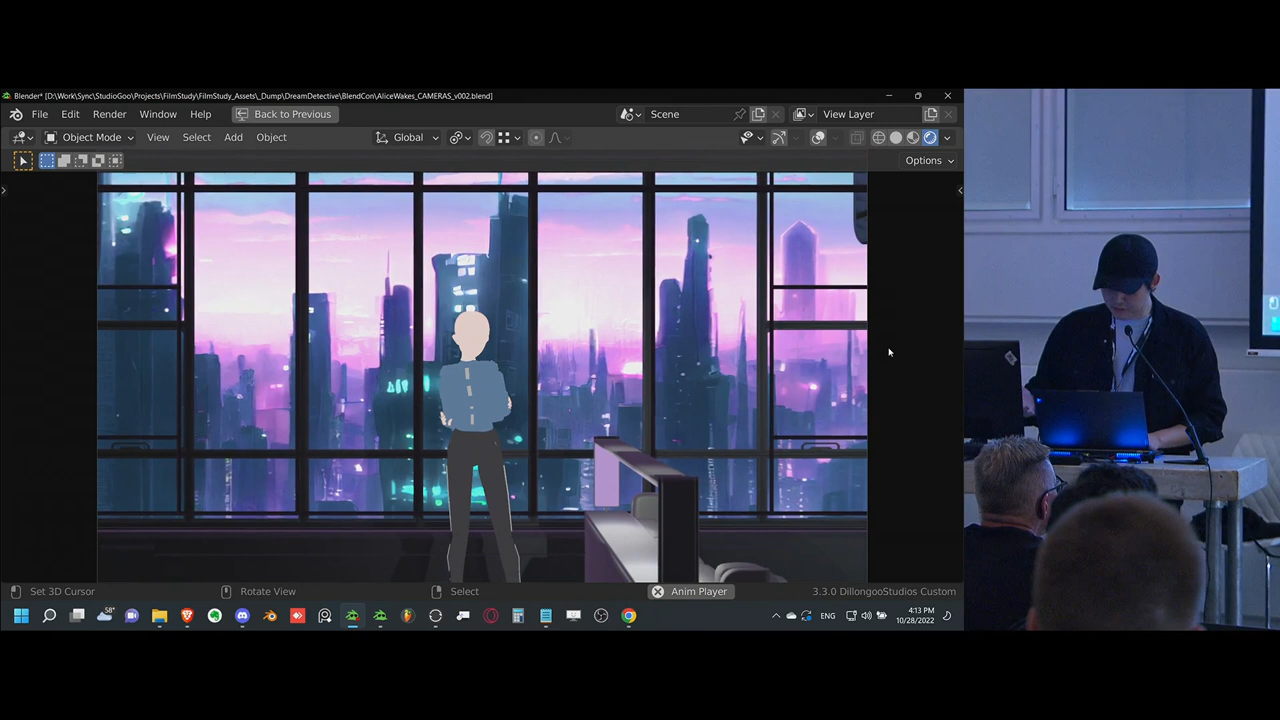 Blender* [D:\Work\Sync\StudioGoo\Projects\FilmStudy\FilmStudy_Assets\_Dump\DreamDetective\BlendCon\AliceWakes_CAMERAS_v002.blend]
File Edit Render Window Help Back to Previous Scene View Layer
Object Mode View Select Add Object Global
Options
Set 3D Cursor Rotate View Select Anim Player 3.3.0 DillongooStudios Custom
58°
ENG
4:13 PM
10/28/2022